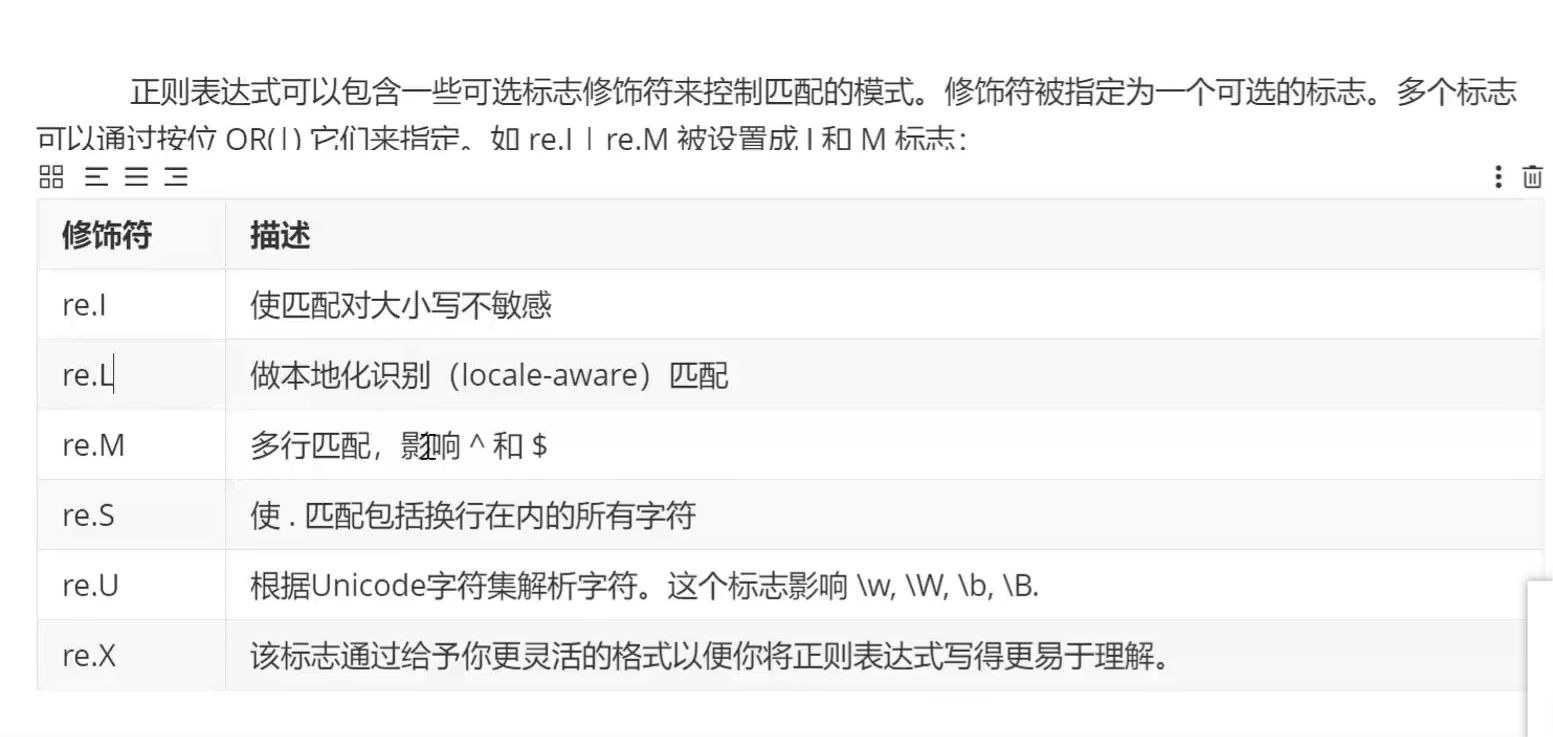 正则表达式可以包含一些可选标志修饰符来控制匹配的模式。修饰符被指定为一个可选的标志。多个标志
可以通过按位 OR(|) 它们来指定。如 re.I | re.M 被设置成 I 和 M 标志：
修饰符 描述
re.I 使匹配对大小写不敏感
re.L 做本地化识别（locale-aware）匹配
re.M 多行匹配，影响 ^ 和 $
re.S 使 . 匹配包括换行在内的所有字符
re.U 根据Unicode字符集解析字符。这个标志影响 \w, \W, \b, \B.
re.X 该标志通过给予你更灵活的格式以便你将正则表达式写得更易于理解。